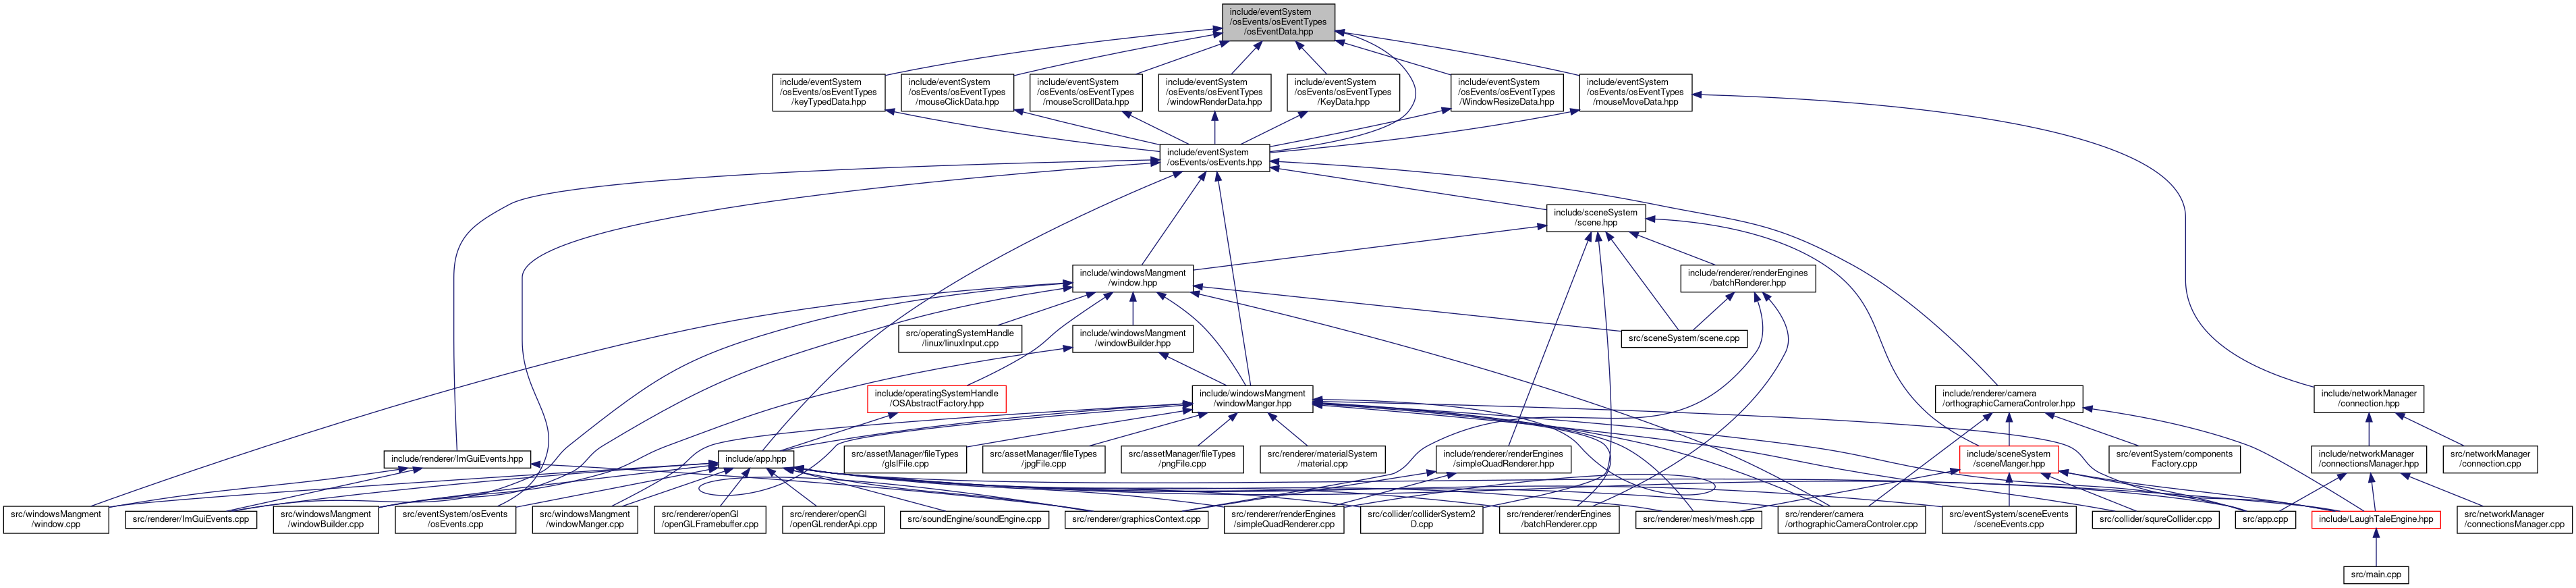 include/eventSystem
/osEvents/osEventTypes
/osEventData.hpp
include/eventSystem
/osEvents/osEventTypes
/keyTypedData.hpp
include/eventSystem
/osEvents/osEventTypes
/mouseClickData.hpp
include/eventSystem
/osEvents/osEventTypes
/mouseScrollData.hpp
include/eventSystem
/osEvents/osEventTypes
/windowRenderData.hpp
include/eventSystem
/osEvents/osEventTypes
/KeyData.hpp
include/eventSystem
/osEvents/osEventTypes
/WindowResizeData.hpp
include/eventSystem
/osEvents/osEventTypes
/mouseMoveData.hpp
include/eventSystem
/osEvents/osEvents.hpp
include/sceneSystem
/scene.hpp
include/windowsMangment
/window.hpp
include/renderer/renderEngines
/batchRenderer.hpp
src/operatingSystemHandle
/linux/linuxInput.cpp
include/windowsMangment
/windowBuilder.hpp
src/sceneSystem/scene.cpp
include/operatingSystemHandle
/OSAbstractFactory.hpp
include/windowsMangment
/windowManger.hpp
include/renderer/camera
/orthographicCameraControler.hpp
include/networkManager
/connection.hpp
include/renderer/ImGuiEvents.hpp
include/app.hpp
src/assetManager/fileTypes
/glslFile.cpp
src/assetManager/fileTypes
/jpgFile.cpp
src/assetManager/fileTypes
/pngFile.cpp
src/renderer/materialSystem
/material.cpp
include/renderer/renderEngines
/simpleQuadRenderer.hpp
include/sceneSystem
/sceneManger.hpp
src/eventSystem/components
Factory.cpp
include/networkManager
/connectionsManager.hpp
src/networkManager
/connection.cpp
src/windowsMangment
/window.cpp
src/renderer/ImGuiEvents.cpp
src/windowsMangment
/windowBuilder.cpp
src/eventSystem/osEvents
/osEvents.cpp
src/windowsMangment
/windowManger.cpp
src/renderer/openGl
/openGLFramebuffer.cpp
src/renderer/openGl
/openGLrenderApi.cpp
src/soundEngine/soundEngine.cpp
src/renderer/graphicsContext.cpp
src/renderer/renderEngines
/simpleQuadRenderer.cpp
src/collider/colliderSystem2
D.cpp
src/renderer/renderEngines
/batchRenderer.cpp
src/renderer/mesh/mesh.cpp
src/renderer/camera
/orthographicCameraControler.cpp
src/eventSystem/sceneEvents
/sceneEvents.cpp
src/collider/squreCollider.cpp
src/app.cpp
include/LaughTaleEngine.hpp
src/networkManager
/connectionsManager.cpp
src/main.cpp